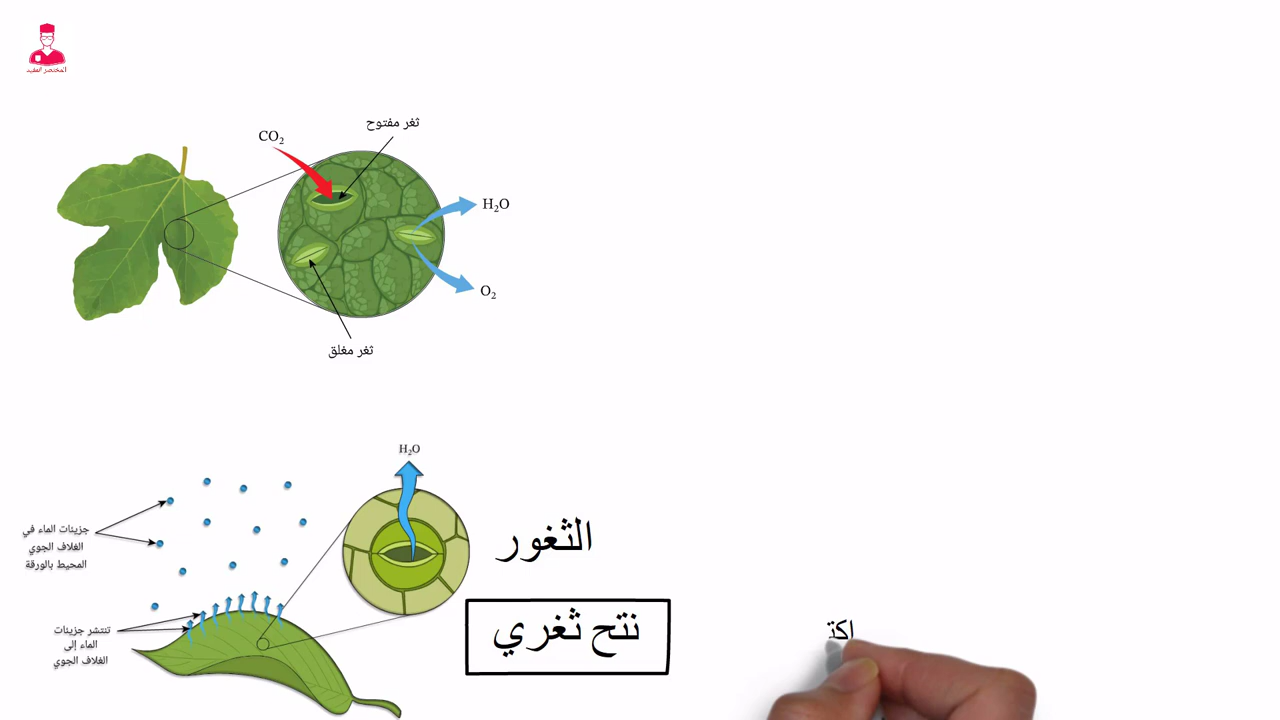 المختصر المفيد
ثغر مفتوح
CO₂
H₂O
O₂
ثغر مغلق
H₂O
جزيئات الماء في
الغلاف الجوي
المحيط بالورقة
الثغور
نتح ثغري
تنتشر جزيئات
الماء إلى
الغلاف الجوي